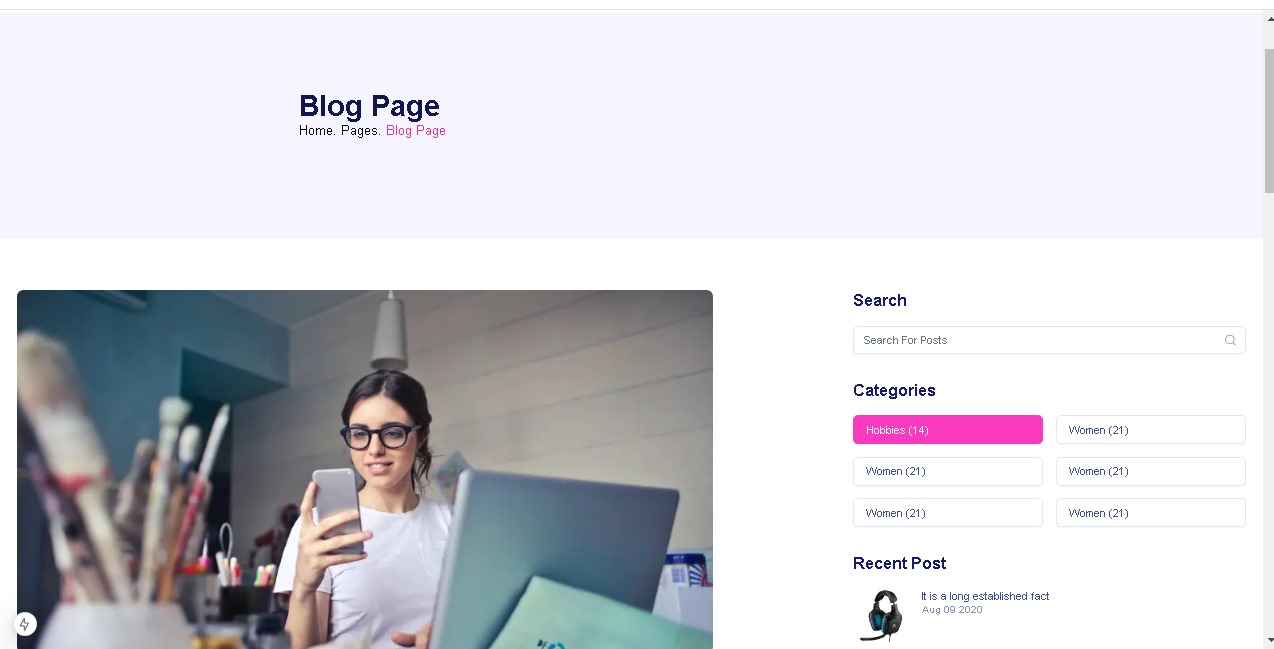 Blog Page
Home. Pages. Blog Page
Search
Search For Posts
Categories
Hobbies (14)
Women (21)
Women (21)
Women (21)
Women (21)
Women (21)
Recent Post
It is a long established fact
Aug 09 2020